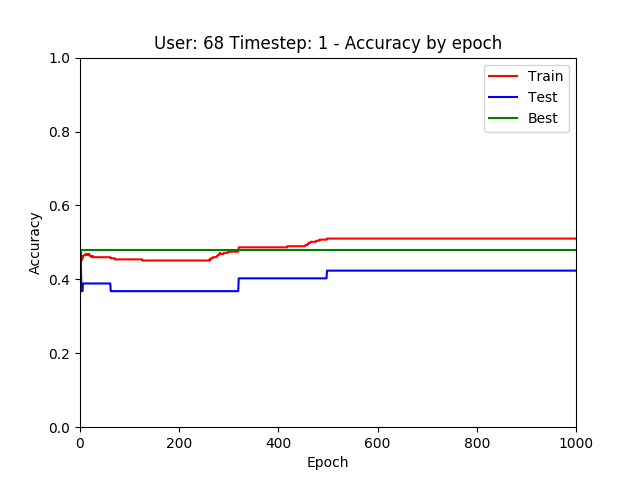 User: 68 Timestep: 1 - Accuracy by epoch
1.0
0.8
0.6
0.4
0.2
0.0
Accuracy
Train
Test
Best
0 200 400 600 800 1000
Epoch